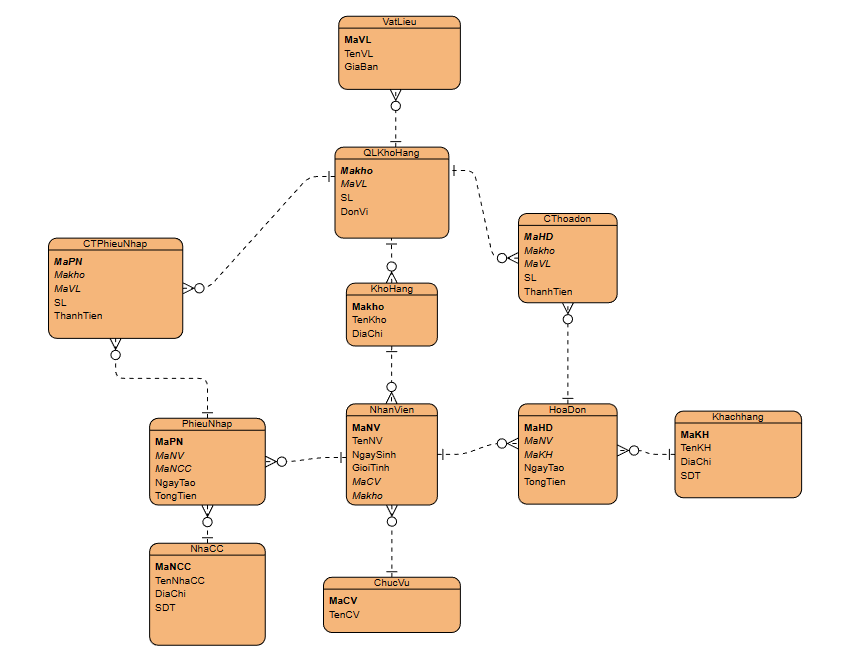 VatLieu
MaVL
TenVL
GiaBan
QLKhoHang
Makho
MaVL
SL
DonVi
CThoadon
MaHD
Makho
MaVL
SL
ThanhTien
CTPhieuNhap
MaPN
Makho
MaVL
SL
ThanhTien
KhoHang
Makho
TenKho
DiaChi
PhieuNhap
MaPN
MaNV
MaNCC
NgayTao
TongTien
NhanVien
MaNV
TenNV
NgaySinh
GioiTinh
MaCV
Makho
HoaDon
MaHD
MaNV
MaKH
NgayTao
TongTien
Khachhang
MaKH
TenKH
DiaChi
SDT
NhaCC
MaNCC
TenNhaCC
DiaChi
SDT
ChucVu
MaCV
TenCV